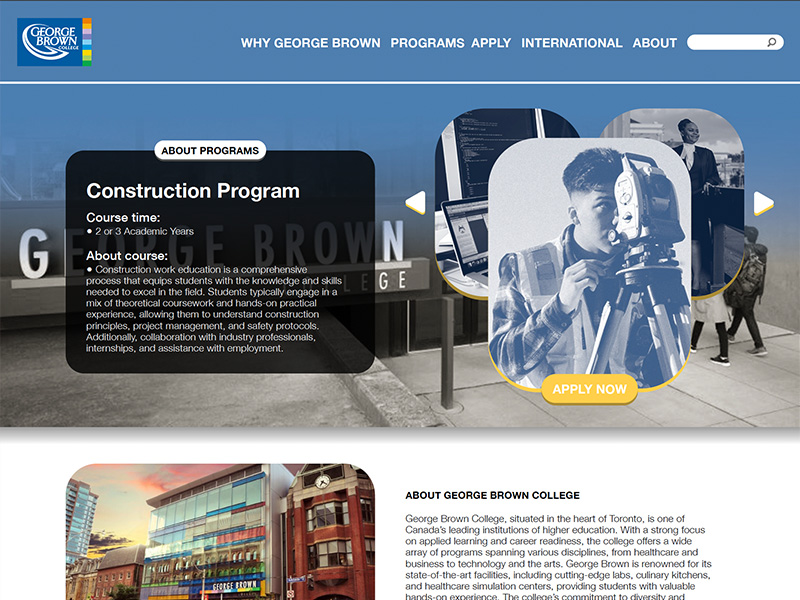 GEORGE
BROWN
COLLEGE
WHY GEORGE BROWN PROGRAMS APPLY INTERNATIONAL ABOUT
ABOUT PROGRAMS
Construction Program
Course time:
• 2 or 3 Academic Years
About course:
• Construction work education is a comprehensive
process that equips students with the knowledge and skills
needed to excel in the field. Students typically engage in a
mix of theoretical coursework and hands-on practical
experience, allowing them to understand construction
principles, project management, and safety protocols.
Additionally, collaboration with industry professionals,
internships, and assistance with employment.
GEORGE BROWN
LEGE
APPLY NOW
GEORGE BROWN
ABOUT GEORGE BROWN COLLEGE
George Brown College, situated in the heart of Toronto, is one of
Canada's leading institutions of higher education. With a strong focus
on applied learning and career readiness, the college offers a wide
array of programs spanning various disciplines, from healthcare and
business to technology and the arts. George Brown is renowned for its
state-of-the-art facilities, including cutting-edge labs, culinary kitchens,
and healthcare simulation centers, providing students with valuable
hands-on experience. The college's commitment to diversity and